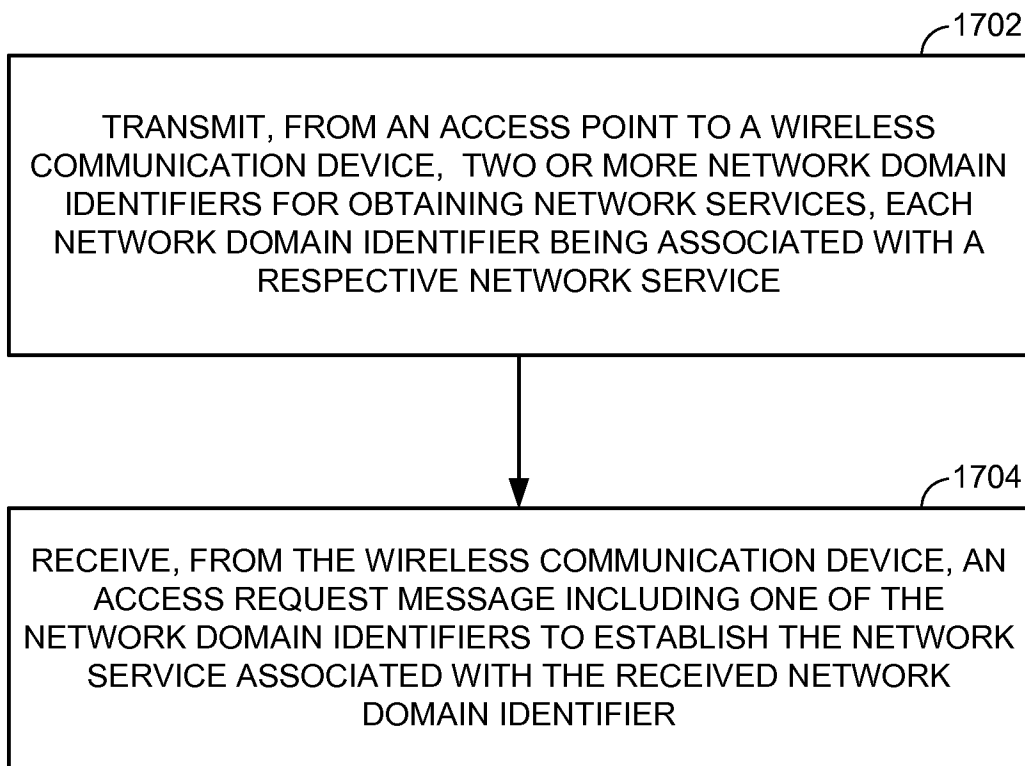 1702
TRANSMIT, FROM AN ACCESS POINT TO A WIRELESS
COMMUNICATION DEVICE, TWO OR MORE NETWORK DOMAIN
IDENTIFIERS FOR OBTAINING NETWORK SERVICES, EACH
NETWORK DOMAIN IDENTIFIER BEING ASSOCIATED WITH A
RESPECTIVE NETWORK SERVICE
1704
RECEIVE, FROM THE WIRELESS COMMUNICATION DEVICE, AN
ACCESS REQUEST MESSAGE INCLUDING ONE OF THE
NETWORK DOMAIN IDENTIFIERS TO ESTABLISH THE NETWORK
SERVICE ASSOCIATED WITH THE RECEIVED NETWORK
DOMAIN IDENTIFIER